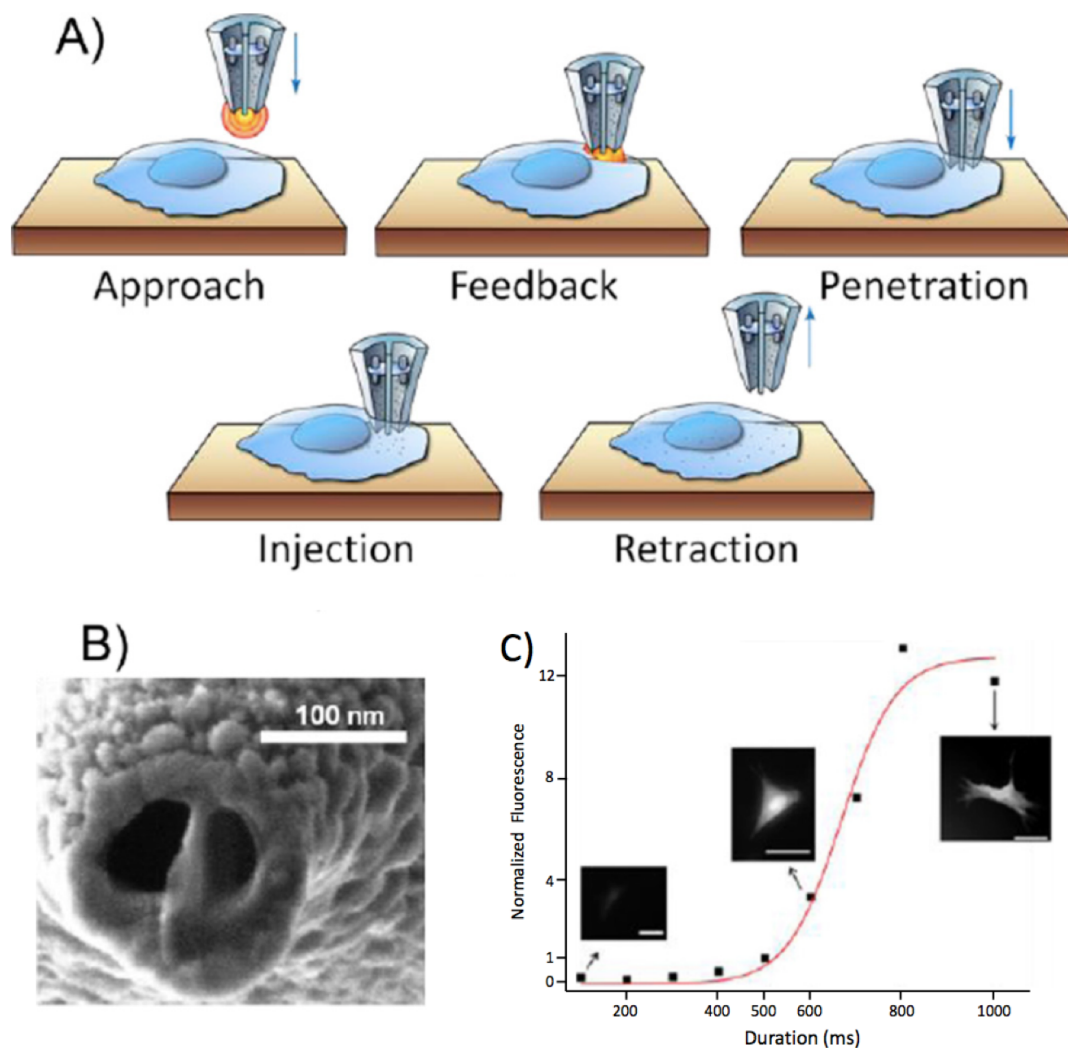 A)
Approach
Feedback
Penetration
Injection
Retraction
B)
100 nm
C)
Normalized Fluorescence
12
8
4
1
0
200
400
500
600
800
1000
Duration (ms)